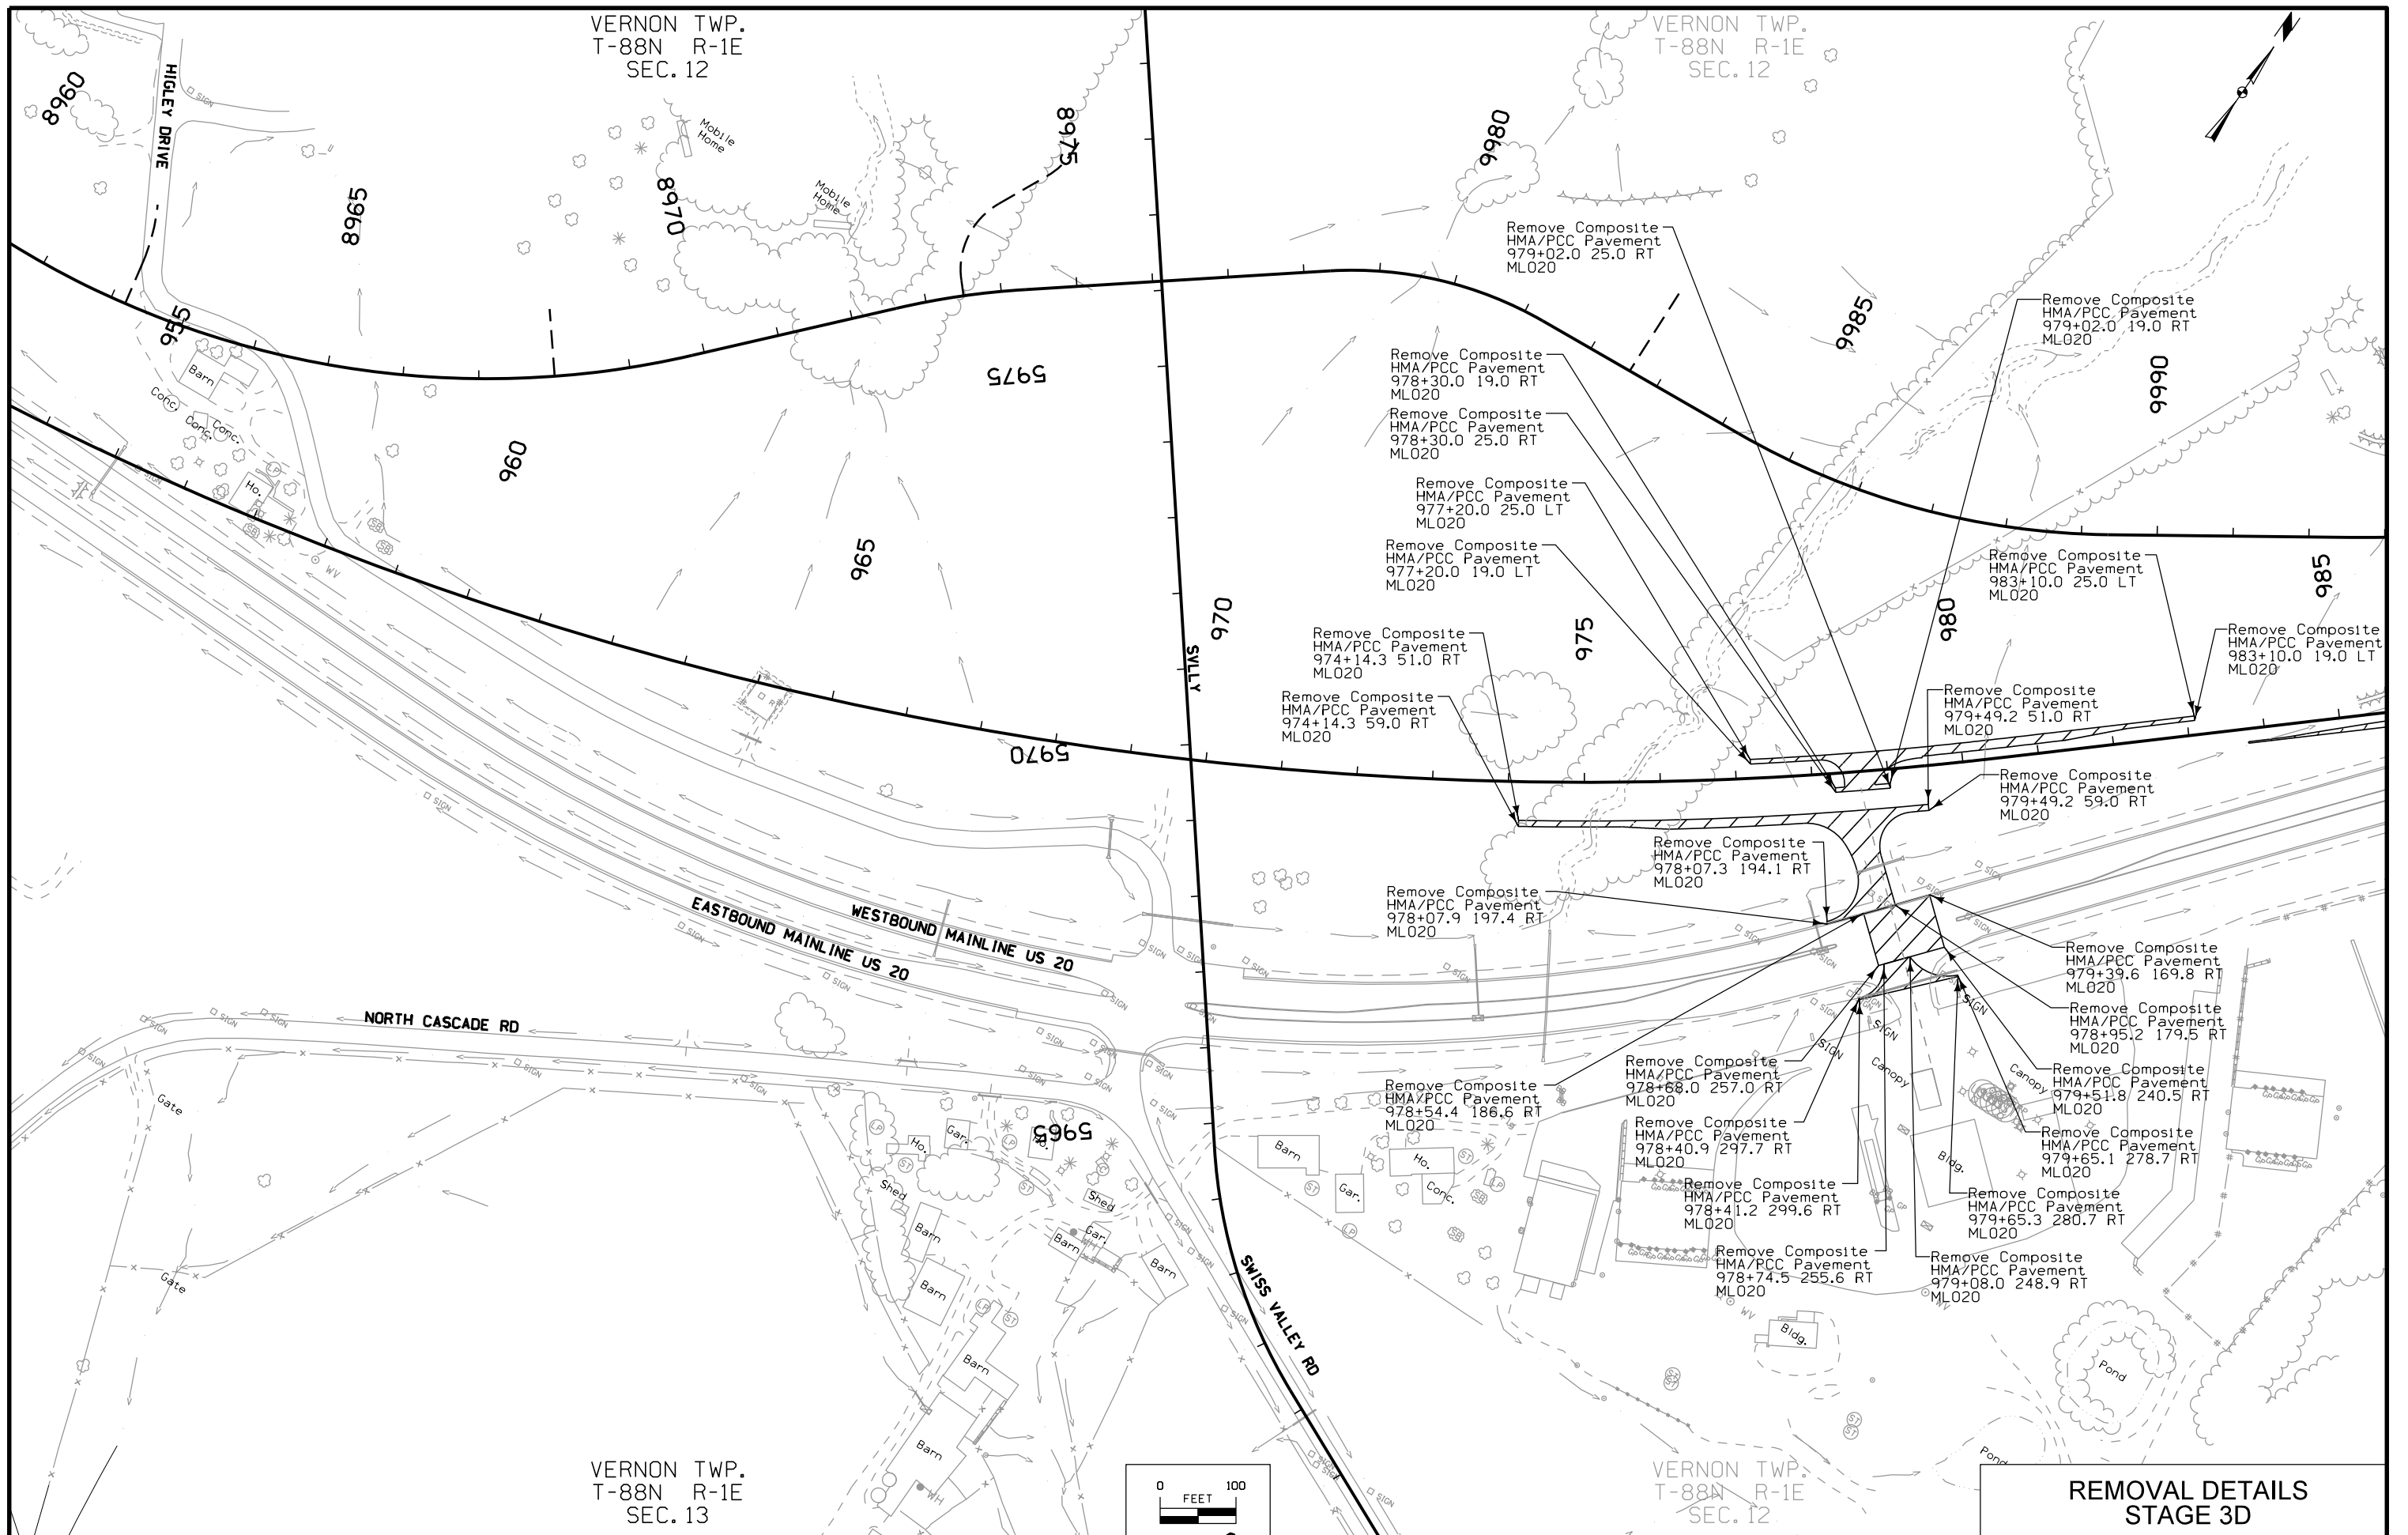 VERNON TWP.
T-88N R-1E
SEC. 12
VERNON TWP.
T-88N R-1E
SEC. 12
HIGLEY DRIVE
SIGN
8960
8965
8970
8975
9980
9985
9990
Mobile
Home
Mobile
Home
955
960
965
970
975
980
985
5975
5970
5965
SVLLY
Barn
Conc.
Conc.
Conc.
Ho.
LP
SB
SB
WV
Remove Composite
HMA/PCC Pavement
979+02.0 25.0 RT
ML020
Remove Composite
HMA/PCC Pavement
979+02.0 19.0 RT
ML020
Remove Composite
HMA/PCC Pavement
978+30.0 19.0 RT
ML020
Remove Composite
HMA/PCC Pavement
978+30.0 25.0 RT
ML020
Remove Composite
HMA/PCC Pavement
977+20.0 25.0 LT
ML020
Remove Composite
HMA/PCC Pavement
977+20.0 19.0 LT
ML020
Remove Composite
HMA/PCC Pavement
983+10.0 25.0 LT
ML020
Remove Composite
HMA/PCC Pavement
983+10.0 19.0 LT
ML020
Remove Composite
HMA/PCC Pavement
974+14.3 51.0 RT
ML020
Remove Composite
HMA/PCC Pavement
974+14.3 59.0 RT
ML020
Remove Composite
HMA/PCC Pavement
979+49.2 51.0 RT
ML020
Remove Composite
HMA/PCC Pavement
979+49.2 59.0 RT
ML020
Remove Composite
HMA/PCC Pavement
978+07.3 194.1 RT
ML020
Remove Composite
HMA/PCC Pavement
978+07.9 197.4 RT
ML020
Remove Composite
HMA/PCC Pavement
979+39.6 169.8 RT
ML020
Remove Composite
HMA/PCC Pavement
978+95.2 179.5 RT
ML020
Remove Composite
HMA/PCC Pavement
978+68.0 257.0 RT
ML020
Remove Composite
HMA/PCC Pavement
978+54.4 186.6 RT
ML020
Remove Composite
HMA/PCC Pavement
979+51.8 240.5 RT
ML020
Remove Composite
HMA/PCC Pavement
978+40.9 297.7 RT
ML020
Remove Composite
HMA/PCC Pavement
979+65.1 278.7 RT
ML020
Remove Composite
HMA/PCC Pavement
978+41.2 299.6 RT
ML020
Remove Composite
HMA/PCC Pavement
979+65.3 280.7 RT
ML020
Remove Composite
HMA/PCC Pavement
978+74.5 255.6 RT
ML020
Remove Composite
HMA/PCC Pavement
979+08.0 248.9 RT
ML020
EASTBOUND MAINLINE US 20
WESTBOUND MAINLINE US 20
NORTH CASCADE RD
SWISS VALLEY RD
SIGN
SIGN
SIGN
SIGN
Canopy
Canopy
Bldg.
Bldg.
Gate
Gate
Ho.
Gar.
Ho.
Shed
Shed
Barn
Barn
Barn
Gar.
Barn
Barn
Barn
WH
Barn
Gar.
Ho.
Conc.
WV
WV
Pond
Pond
VERNON TWP.
T-88N R-1E
SEC. 13
0 100
FEET
VERNON TWP.
T-88N R-1E
SEC. 12
REMOVAL DETAILS
STAGE 3D